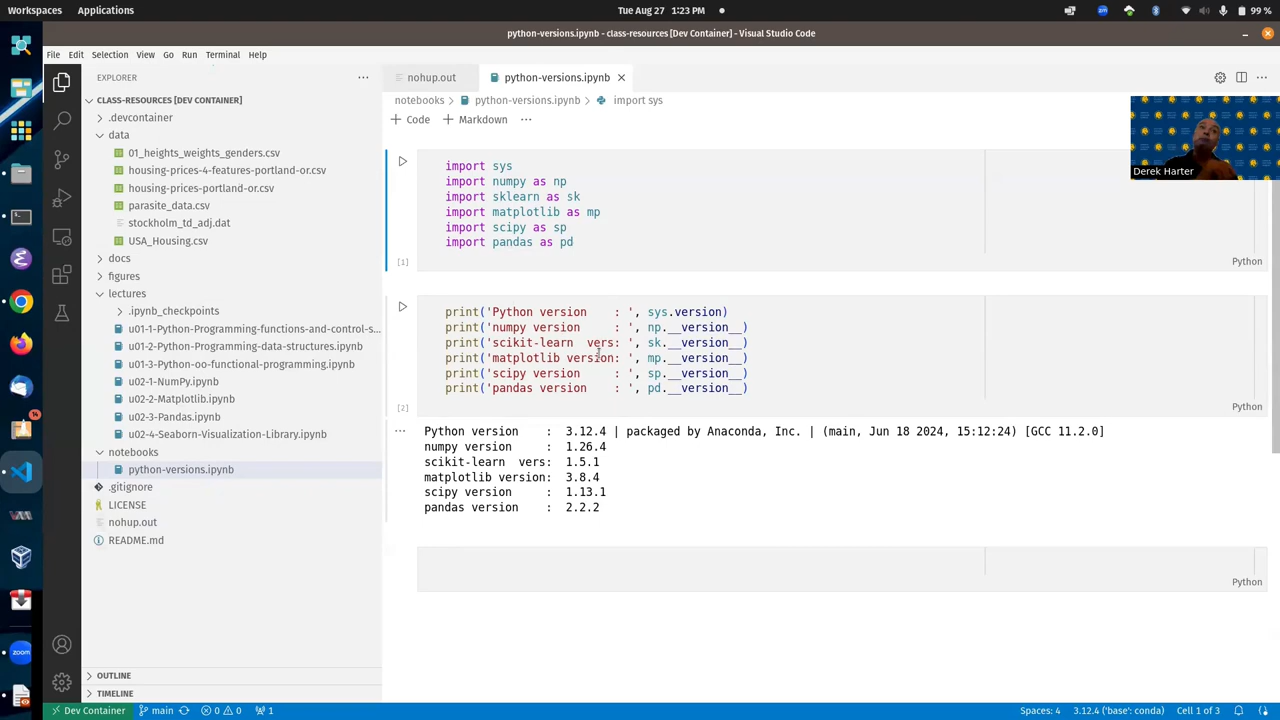 Workspaces Applications Tue Aug 27 1:23 PM 99 %
python-versions.ipynb - class-resources [Dev Container] - Visual Studio Code
File Edit Selection View Go Run Terminal Help
EXPLORER
nohup.out python-versions.ipynb
CLASS-RESOURCES [DEV CONTAINER]
.devcontainer
data
01_heights_weights_genders.csv
housing-prices-4-features-portland-or.csv
housing-prices-portland-or.csv
parasite_data.csv
stockholm_td_adj.dat
USA_Housing.csv
docs
figures
lectures
.ipynb_checkpoints
u01-1-Python-Programming-functions-and-control-s...
u01-2-Python-Programming-data-structures.ipynb
u01-3-Python-oo-functional-programming.ipynb
u02-1-NumPy.ipynb
u02-2-Matplotlib.ipynb
u02-3-Pandas.ipynb
u02-4-Seaborn-Visualization-Library.ipynb
notebooks
python-versions.ipynb
.gitignore
LICENSE
nohup.out
README.md
OUTLINE
TIMELINE
notebooks > python-versions.ipynb > import sys
+ Code + Markdown ...
Derek Harter
import sys
import numpy as np
import sklearn as sk
import matplotlib as mp
import scipy as sp
import pandas as pd
[1] Python
print('Python version    : ', sys.version)
print('numpy version     : ', np.__version__)
print('scikit-learn  vers: ', sk.__version__)
print('matplotlib version: ', mp.__version__)
print('scipy version     : ', sp.__version__)
print('pandas version    : ', pd.__version__)
[2] Python
Python version    :  3.12.4 | packaged by Anaconda, Inc. | (main, Jun 18 2024, 15:12:24) [GCC 11.2.0]
numpy version     :  1.26.4
scikit-learn  vers:  1.5.1
matplotlib version:  3.8.4
scipy version     :  1.13.1
pandas version    :  2.2.2
Python
14
zoom
Dev Container main 0 0 1 Spaces: 4 3.12.4 ('base': conda) Cell 1 of 3